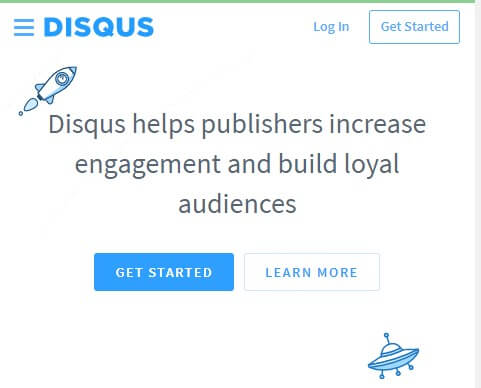 DISQUS
Log In
Get Started
Disqus helps publishers increase
engagement and build loyal
audiences
GET STARTED
LEARN MORE